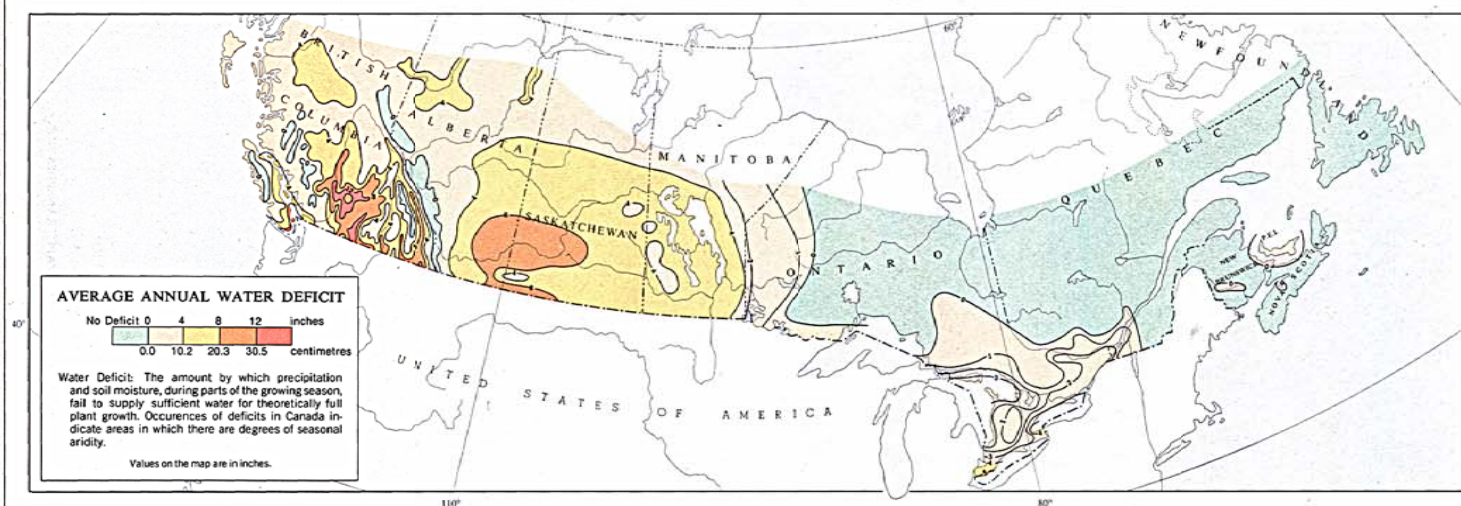 60°
NEWFOUNDLAND
BRITISH
COLUMBIA
ALBERTA
MANITOBA
QUEBEC
SASKATCHEWAN
ONTARIO
P.E.I.
NEW
BRUNSWICK
NOVA SCOTIA
40°
AVERAGE ANNUAL WATER DEFICIT
No Deficit 0 4 8 12 inches
0.0 10.2 20.3 30.5 centimetres
Water Deficit: The amount by which precipitation
and soil moisture, during parts of the growing season,
fail to supply sufficient water for theoretically full
plant growth. Occurences of deficits in Canada in-
dicate areas in which there are degrees of seasonal
aridity.
Values on the map are in inches.
UNITED STATES OF AMERICA
110°
80°